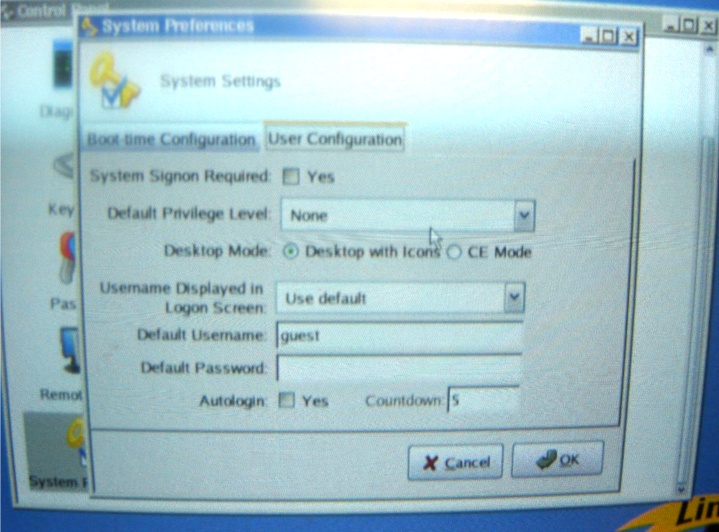 Control Panel
System Preferences
System Settings
Boot-time Configuration User Configuration
System Signon Required: Yes
Default Privilege Level: None
Desktop Mode: Desktop with Icons CE Mode
Username Displayed in
Logon Screen: Use default
Default Username: guest
Default Password:
Autologin: Yes Countdown: 5
Cancel OK
Diag
Key
Pas
Remot
System P
Lin